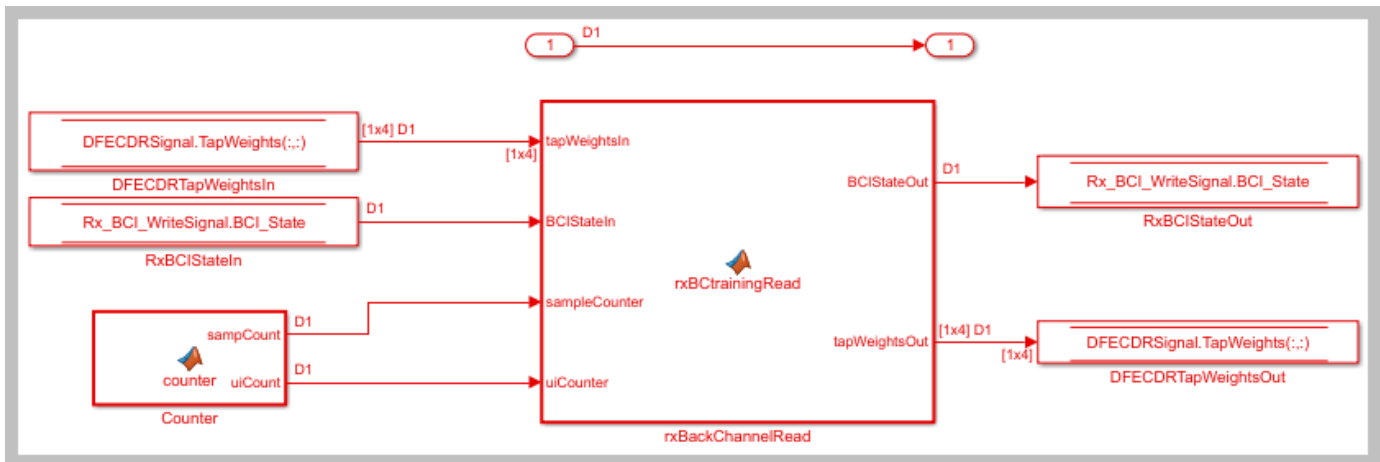 1
D1
1
DFECDRSignal.TapWeights(:,:)
[1x4] D1
[1x4]
tapWeightsIn
DFECDRTapWeightsIn
BCIStateOut
D1
Rx_BCI_WriteSignal.BCI_State
RxBCIStateOut
Rx_BCI_WriteSignal.BCI_State
D1
BCIStateIn
RxBCIStateIn
rxBCtrainingRead
sampCount
D1
sampleCounter
counter
uiCount
D1
uiCounter
Counter
tapWeightsOut
[1x4] D1
[1x4]
DFECDRSignal.TapWeights(:,:)
DFECDRTapWeightsOut
rxBackChannelRead